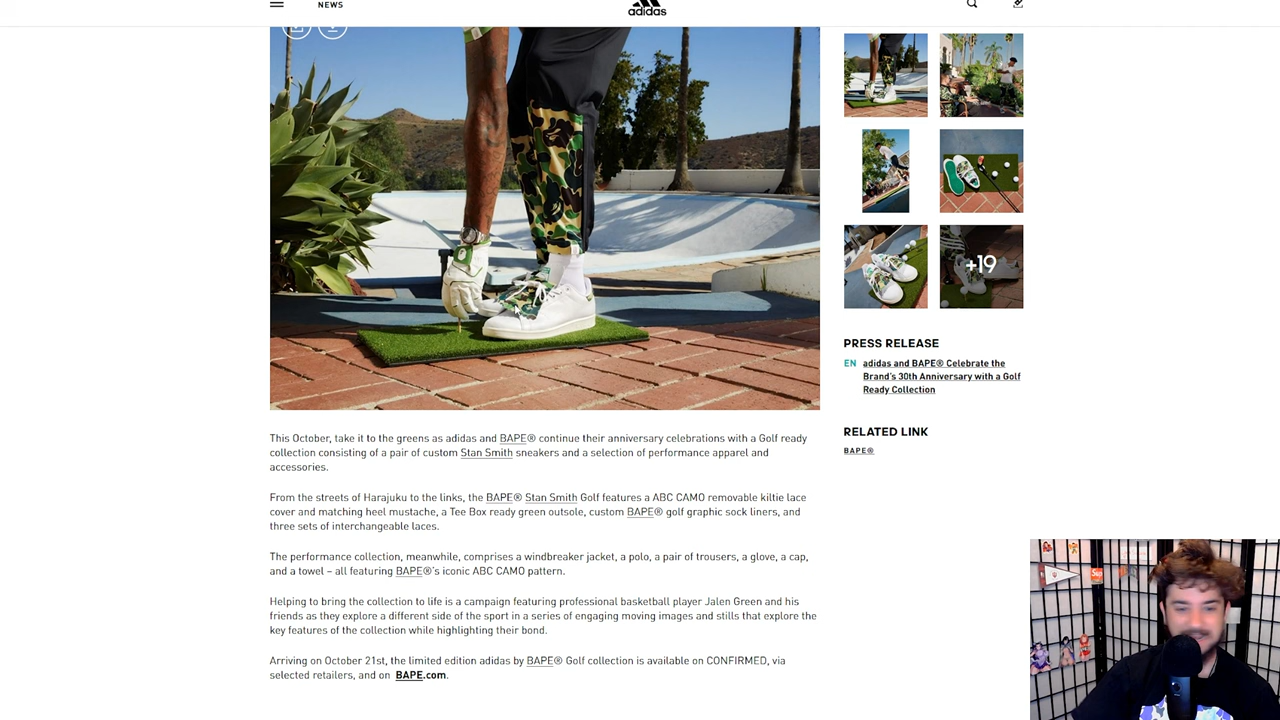 NEWS
adidas
+19
This October, take it to the greens as adidas and BAPE® continue their anniversary celebrations with a Golf ready
collection consisting of a pair of custom Stan Smith sneakers and a selection of performance apparel and
accessories.
From the streets of Harajuku to the links, the BAPE® Stan Smith Golf features a ABC CAMO removable kiltie lace
cover and matching heel mustache, a Tee Box ready green outsole, custom BAPE® golf graphic sock liners, and
three sets of interchangeable laces.
The performance collection, meanwhile, comprises a windbreaker jacket, a polo, a pair of trousers, a glove, a cap,
and a towel – all featuring BAPE®'s iconic ABC CAMO pattern.
Helping to bring the collection to life is a campaign featuring professional basketball player Jalen Green and his
friends as they explore a different side of the sport in a series of engaging moving images and stills that explore the
key features of the collection while highlighting their bond.
Arriving on October 21st, the limited edition adidas by BAPE® Golf collection is available on CONFIRMED, via
selected retailers, and on BAPE.com.
PRESS RELEASE
EN adidas and BAPE® Celebrate the
Brand's 30th Anniversary with a Golf
Ready Collection
RELATED LINK
BAPE®